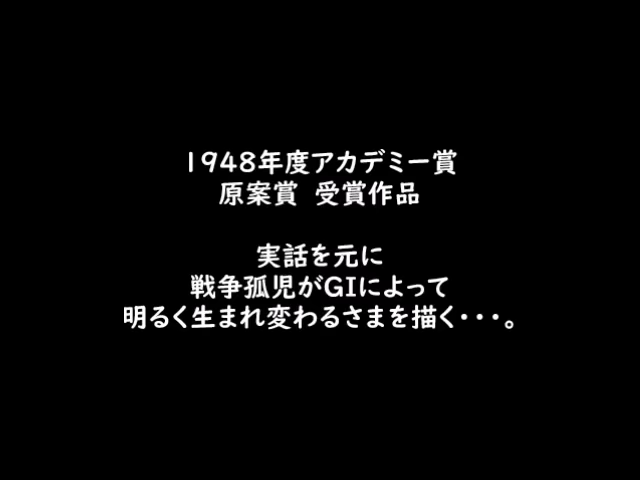 1948年度アカデミー賞
原案賞 受賞作品
実話を元に
戦争孤児がGIによって
明るく生まれ変わるさまを描く・・・。